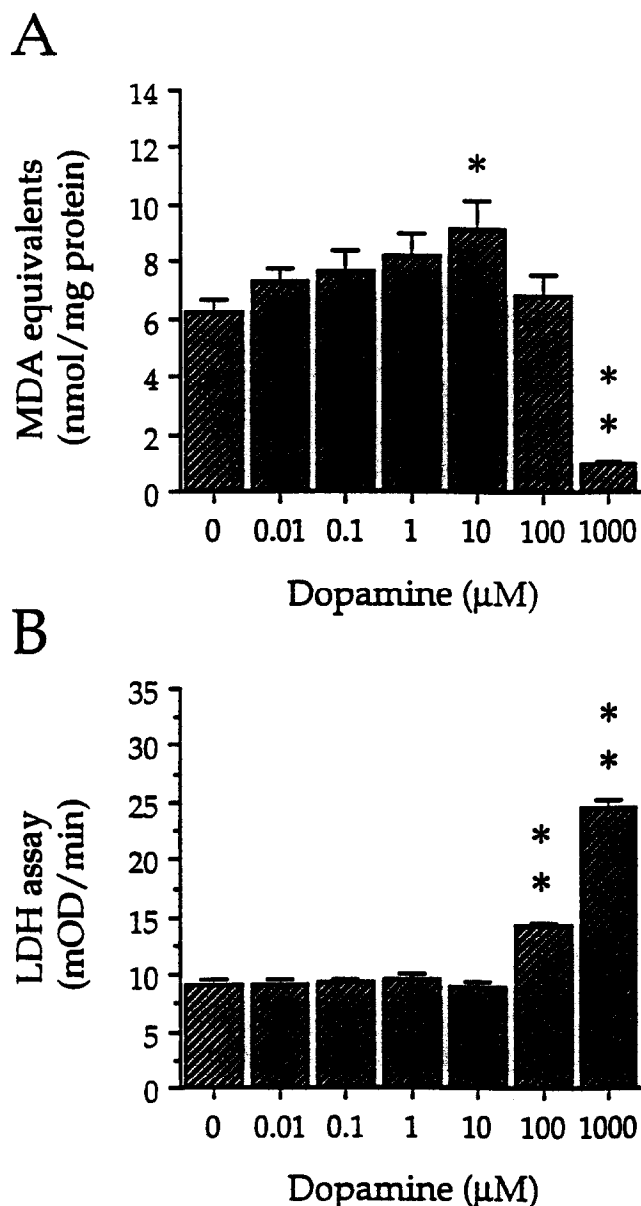 A
MDA equivalents
(nmol/mg protein)
14
12
10
8
6
4
2
0
*
*
*
0 0.01 0.1 1 10 100 1000
Dopamine (µM)
B
LDH assay
(mOD/min)
35
30
25
20
15
10
5
0
*
*
*
*
0 0.01 0.1 1 10 100 1000
Dopamine (µM)